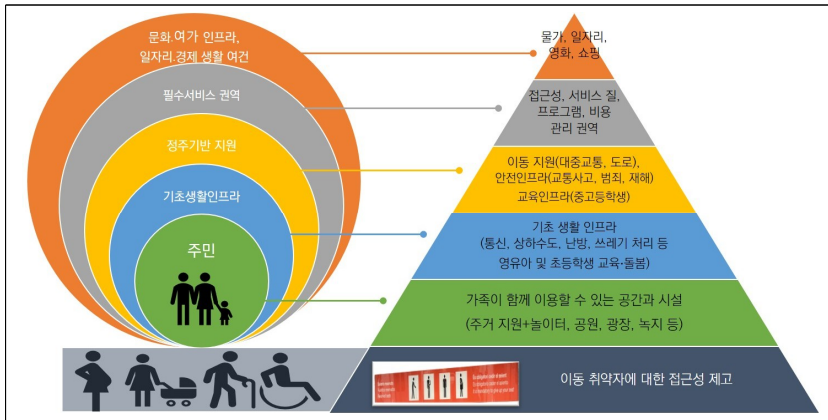 문화.여가 인프라,
일자리.경제 생활 여건
필수서비스 권역
정주기반 지원
기초생활인프라
주민
물가, 일자리,
영화, 쇼핑
접근성, 서비스 질,
프로그램, 비용
관리 권역
이동 지원(대중교통, 도로),
안전인프라(교통사고, 범죄, 재해)
교육인프라(중고등학생)
기초 생활 인프라
(통신, 상하수도, 난방, 쓰레기 처리 등
영유아 및 초등학생 교육·돌봄)
가족이 함께 이용할 수 있는 공간과 시설
(주거 지원+놀이터, 공원, 광장, 녹지 등)
이동 취약자에 대한 접근성 제고